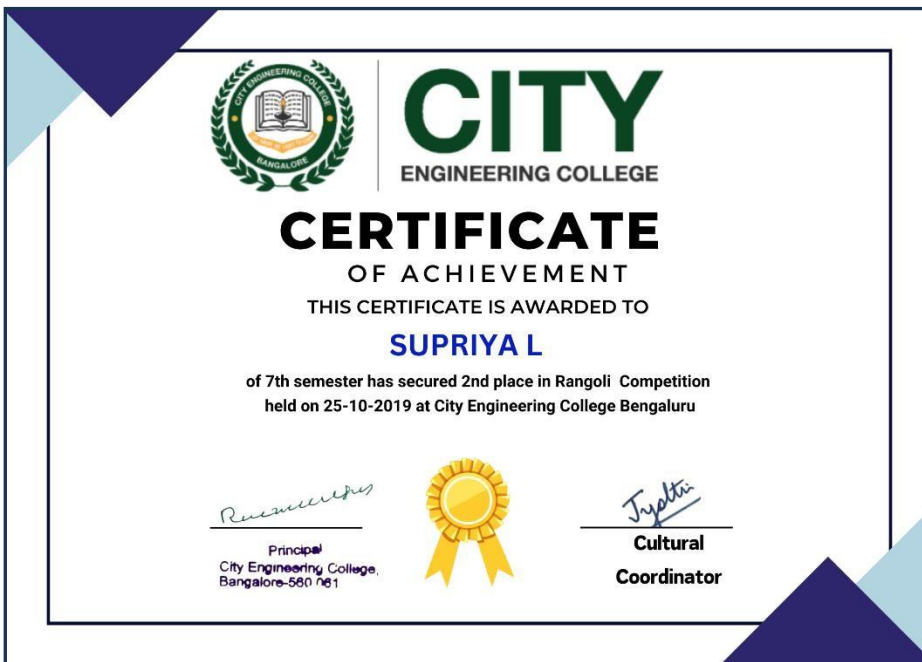 CITY ENGINEERING COLLEGE
BANGALORE
CITY
ENGINEERING COLLEGE
CERTIFICATE
OF ACHIEVEMENT
THIS CERTIFICATE IS AWARDED TO
SUPRIYA L
of 7th semester has secured 2nd place in Rangoli Competition
held on 25-10-2019 at City Engineering College Bengaluru
Jyothi
Principal
City Engineering College,
Bangalore-560 061
Cultural
Coordinator